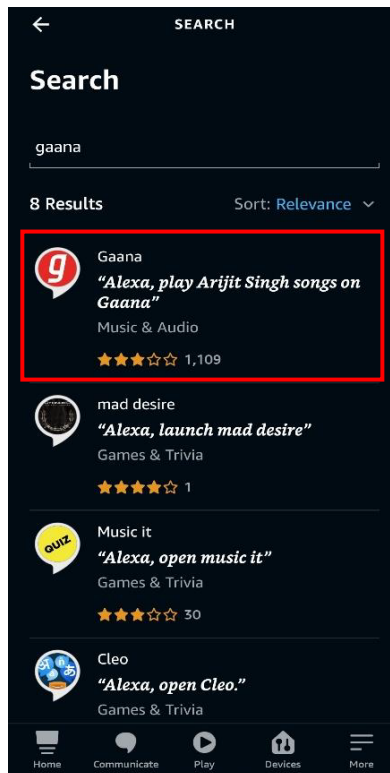 SEARCH
Search
gaana
8 Results Sort: Relevance
g
Gaana
“Alexa, play Arijit Singh songs on
Gaana”
Music & Audio
1,109
mad desire
“Alexa, launch mad desire”
Games & Trivia
1
QUIZ
Music it
“Alexa, open music it”
Games & Trivia
30
Cleo
“Alexa, open Cleo.”
Games & Trivia
Home Communicate Play Devices More